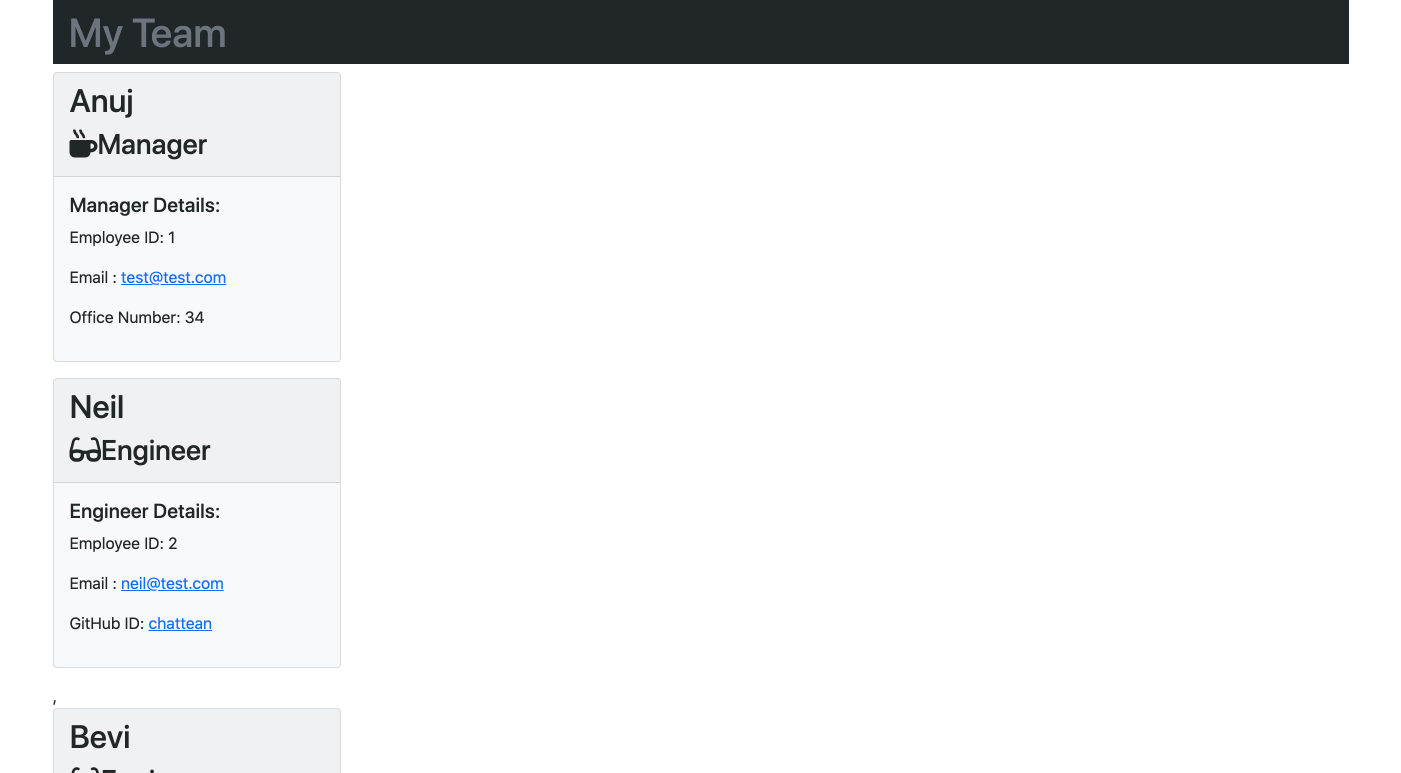 My Team
Anuj
Manager
Manager Details:
Employee ID: 1
Email : test@test.com
Office Number: 34
Neil
Engineer
Engineer Details:
Employee ID: 2
Email : neil@test.com
GitHub ID: chattean
,
Bevi